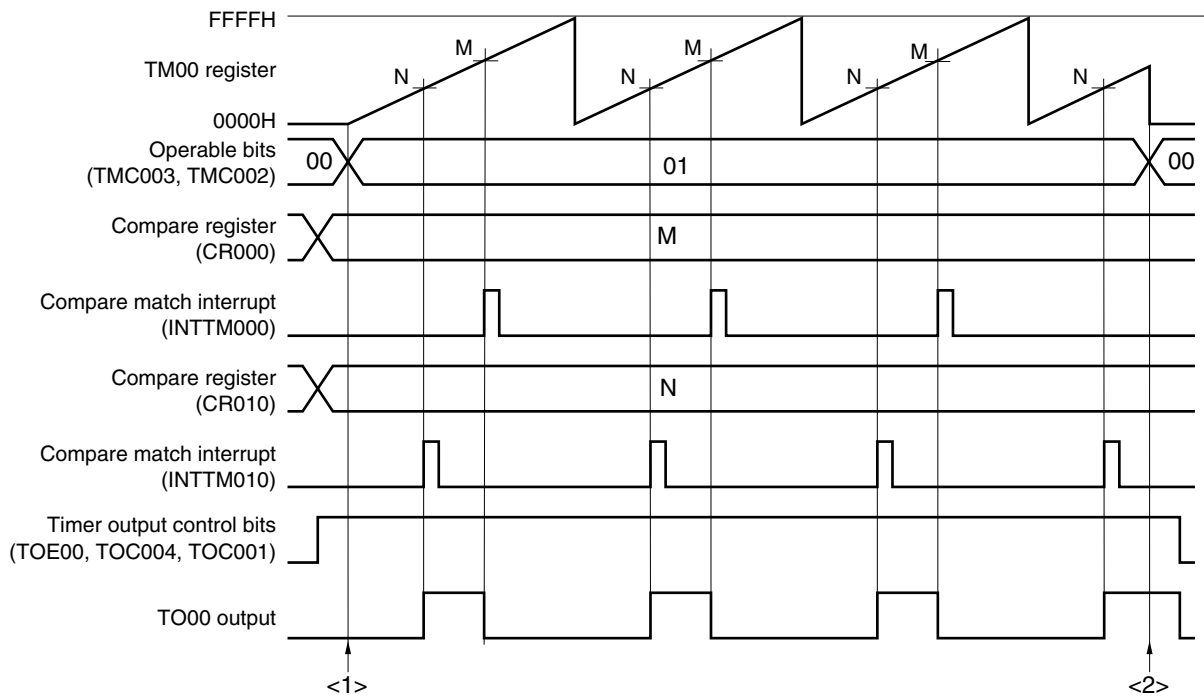 FFFFH
M
M
M
N
N
N
N
TM00 register
0000H
Operable bits
(TMC003, TMC002)
00
01
00
Compare register
(CR000)
M
Compare match interrupt
(INTTM000)
Compare register
(CR010)
N
Compare match interrupt
(INTTM010)
Timer output control bits
(TOE00, TOC004, TOC001)
TO00 output
<1>
<2>